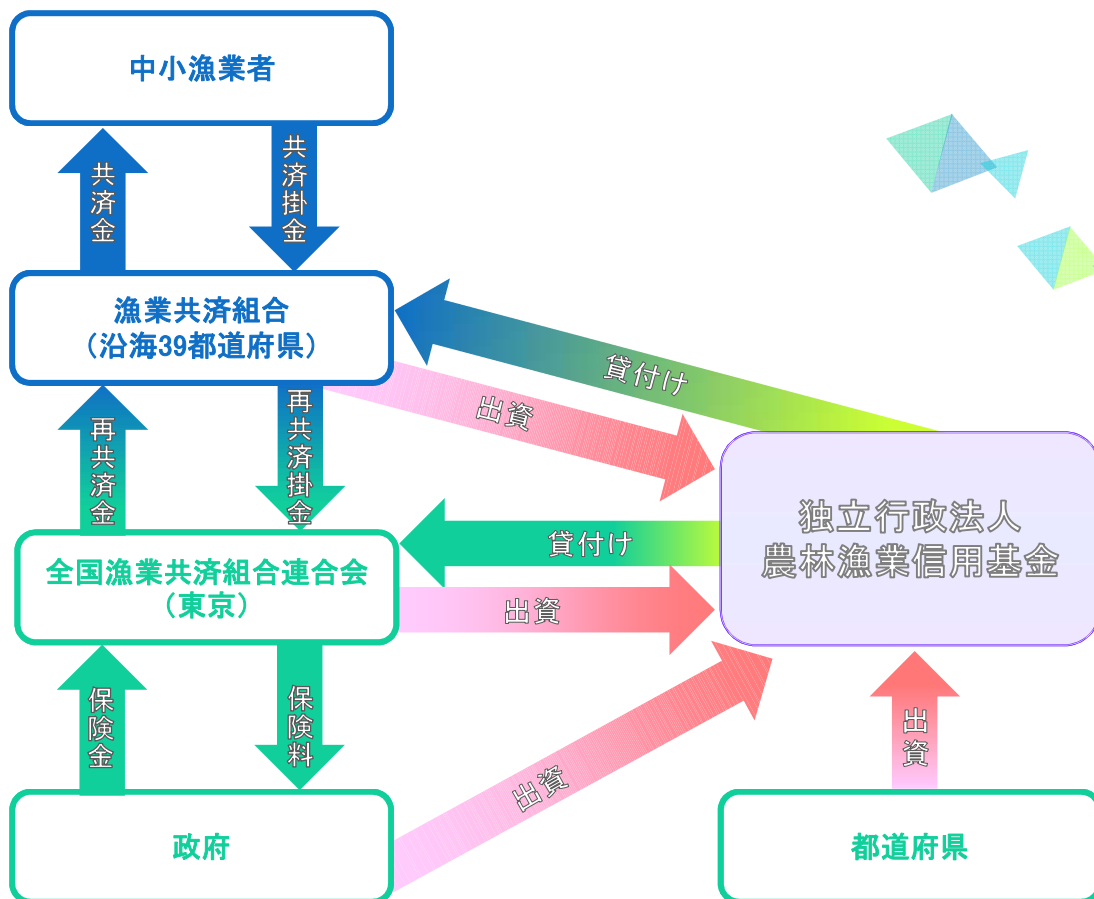 中小漁業者
共済金
共済掛金
漁業共済組合
（沿海39都道府県）
貸付け
出資
再共済金
再共済掛金
独立行政法人
農林漁業信用基金
貸付け
全国漁業共済組合連合会
（東京）
出資
保険金
保険料
出資
出資
政府
都道府県